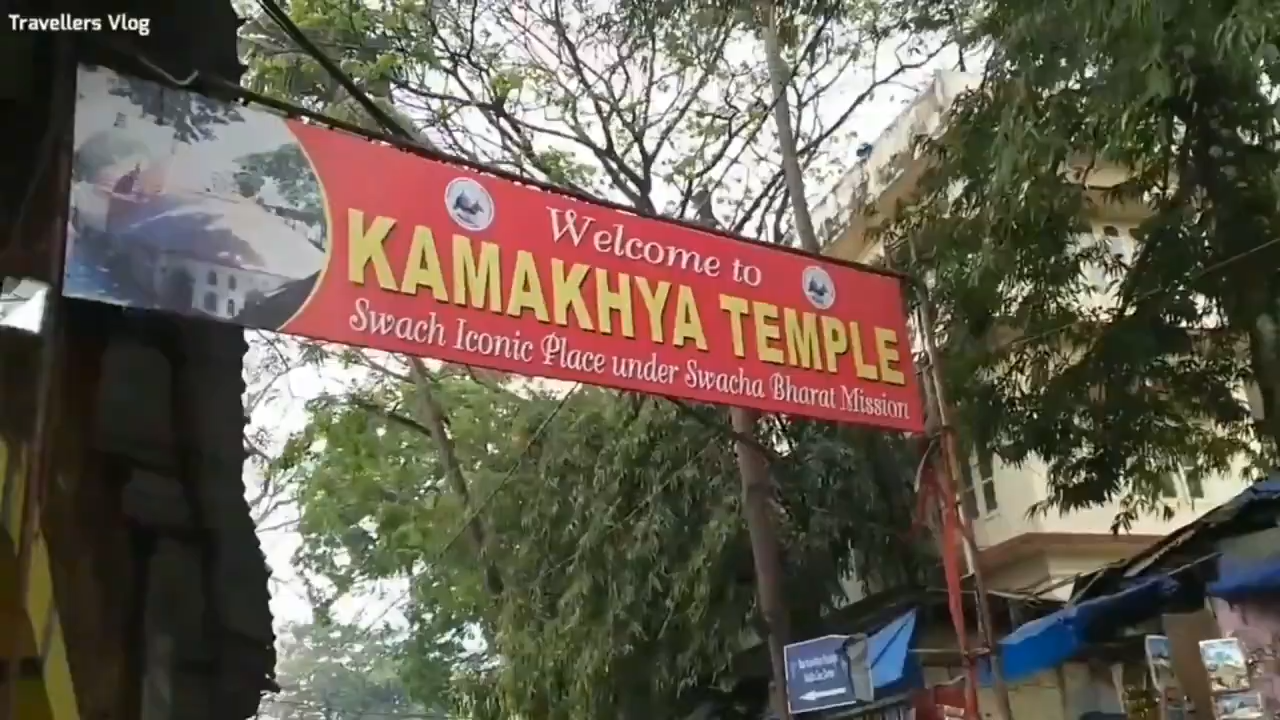 Travellers Vlog
Welcome to
KAMAKHYA TEMPLE
Swach Iconic Place under Swacha Bharat Mission